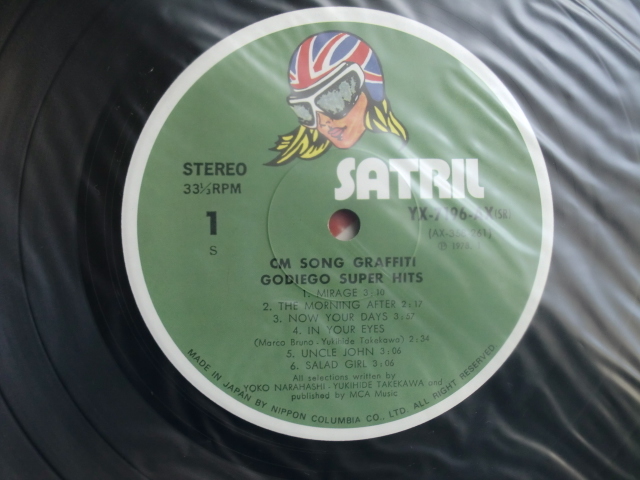 STEREO
33⅓RPM
SATRIL
1
S
CM SONG GRAFFITI
GODIEGO SUPER HITS
1. MIRAGE 3:10
2. THE MORNING AFTER 2:37
3. NOW YOUR DAYS 3:57
4. IN YOUR EYES
(Marco Bruno - Yukihide Takekawa) 2:34
5. UNCLE JOHN 3:06
6. SALAD GIRL 3:06
All selections written by
YOKO NARAHASHI - YUKIHIDE TAKEKAWA and
published by MCA Music
MADE IN JAPAN BY NIPPON COLUMBIA CO., LTD. ALL RIGHT RESERVED